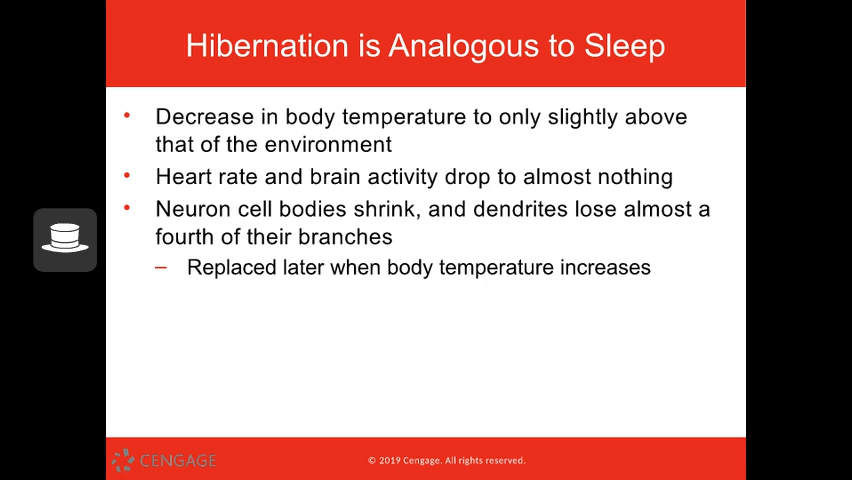 Hibernation is Analogous to Sleep
• Decrease in body temperature to only slightly above
that of the environment
• Heart rate and brain activity drop to almost nothing
• Neuron cell bodies shrink, and dendrites lose almost a
fourth of their branches
– Replaced later when body temperature increases
CENGAGE
© 2019 Cengage. All rights reserved.